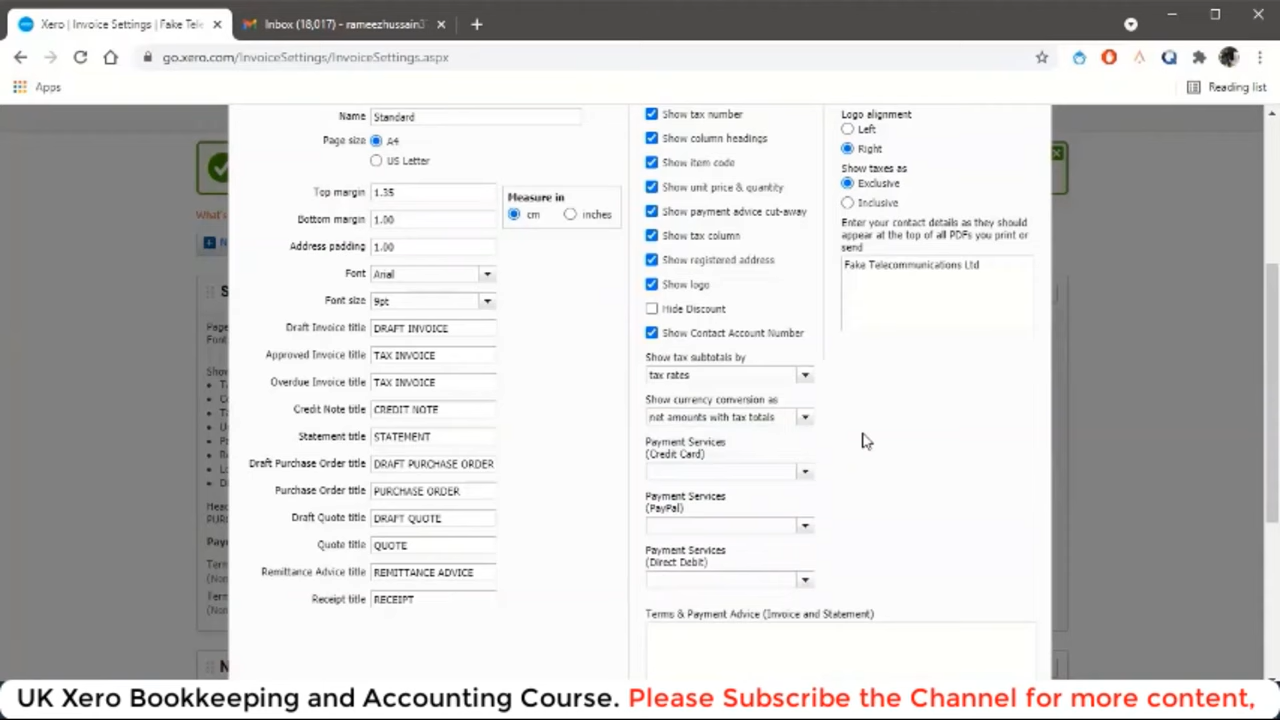 Xero | Invoice Settings | Fake Tele
Inbox (18,017) - rameezhussain3
go.xero.com/InvoiceSettings/InvoiceSettings.aspx
Apps
Reading list
Name
Standard
Page size
A4
US Letter
Top margin
1.35
Bottom margin
1.00
Address padding
1.00
Measure in
cm
inches
Font
Arial
Font size
9pt
Draft Invoice title
DRAFT INVOICE
Approved Invoice title
TAX INVOICE
Overdue Invoice title
TAX INVOICE
Credit Note title
CREDIT NOTE
Statement title
STATEMENT
Draft Purchase Order title
DRAFT PURCHASE ORDER
Purchase Order title
PURCHASE ORDER
Draft Quote title
DRAFT QUOTE
Quote title
QUOTE
Remittance Advice title
REMITTANCE ADVICE
Receipt title
RECEIPT
Show tax number
Show column headings
Show item code
Show unit price & quantity
Show payment advice cut-away
Show tax column
Show registered address
Show logo
Hide Discount
Show Contact Account Number
Show tax subtotals by
tax rates
Show currency conversion as
net amounts with tax totals
Payment Services
(Credit Card)
Payment Services
(PayPal)
Payment Services
(Direct Debit)
Terms & Payment Advice (Invoice and Statement)
Logo alignment
Left
Right
Show taxes as
Exclusive
Inclusive
Enter your contact details as they should
appear at the top of all PDFs you print or
send
Fake Telecommunications Ltd
What's
UK Xero Bookkeeping and Accounting Course. Please Subscribe the Channel for more content,